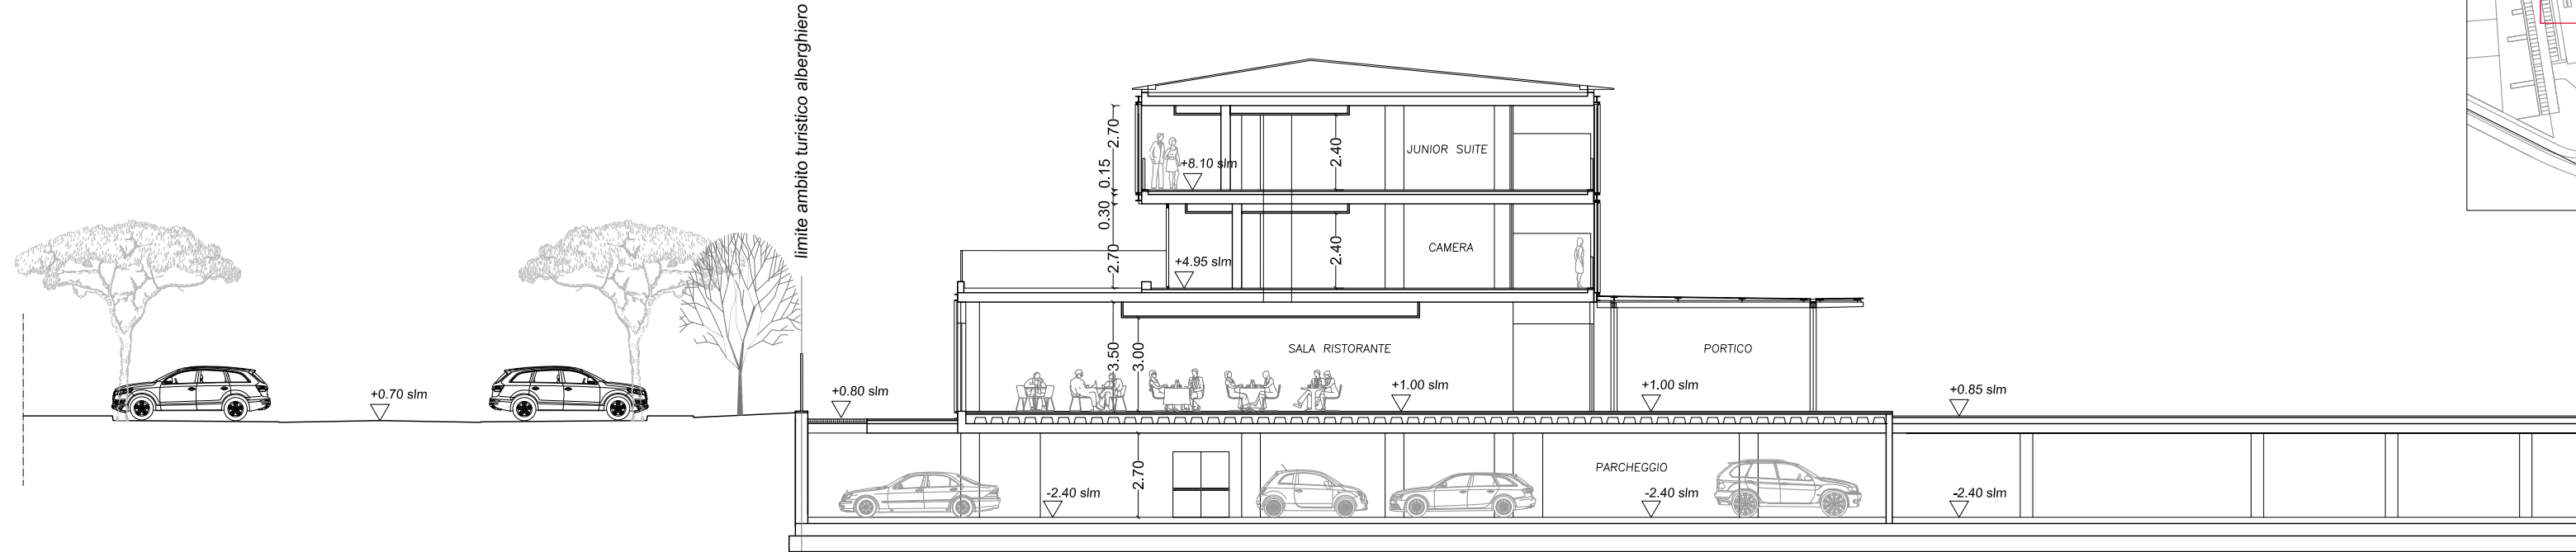 limite ambito turistico alberghiero
2.70
2.40
JUNIOR SUITE
+8.10 slm
0.15
0.30
2.70
2.40
CAMERA
+4.95 slm
3.50
3.00
SALA RISTORANTE
PORTICO
+0.70 slm
+0.80 slm
+1.00 slm
+1.00 slm
+0.85 slm
2.70
PARCHEGGIO
-2.40 slm
-2.40 slm
-2.40 slm